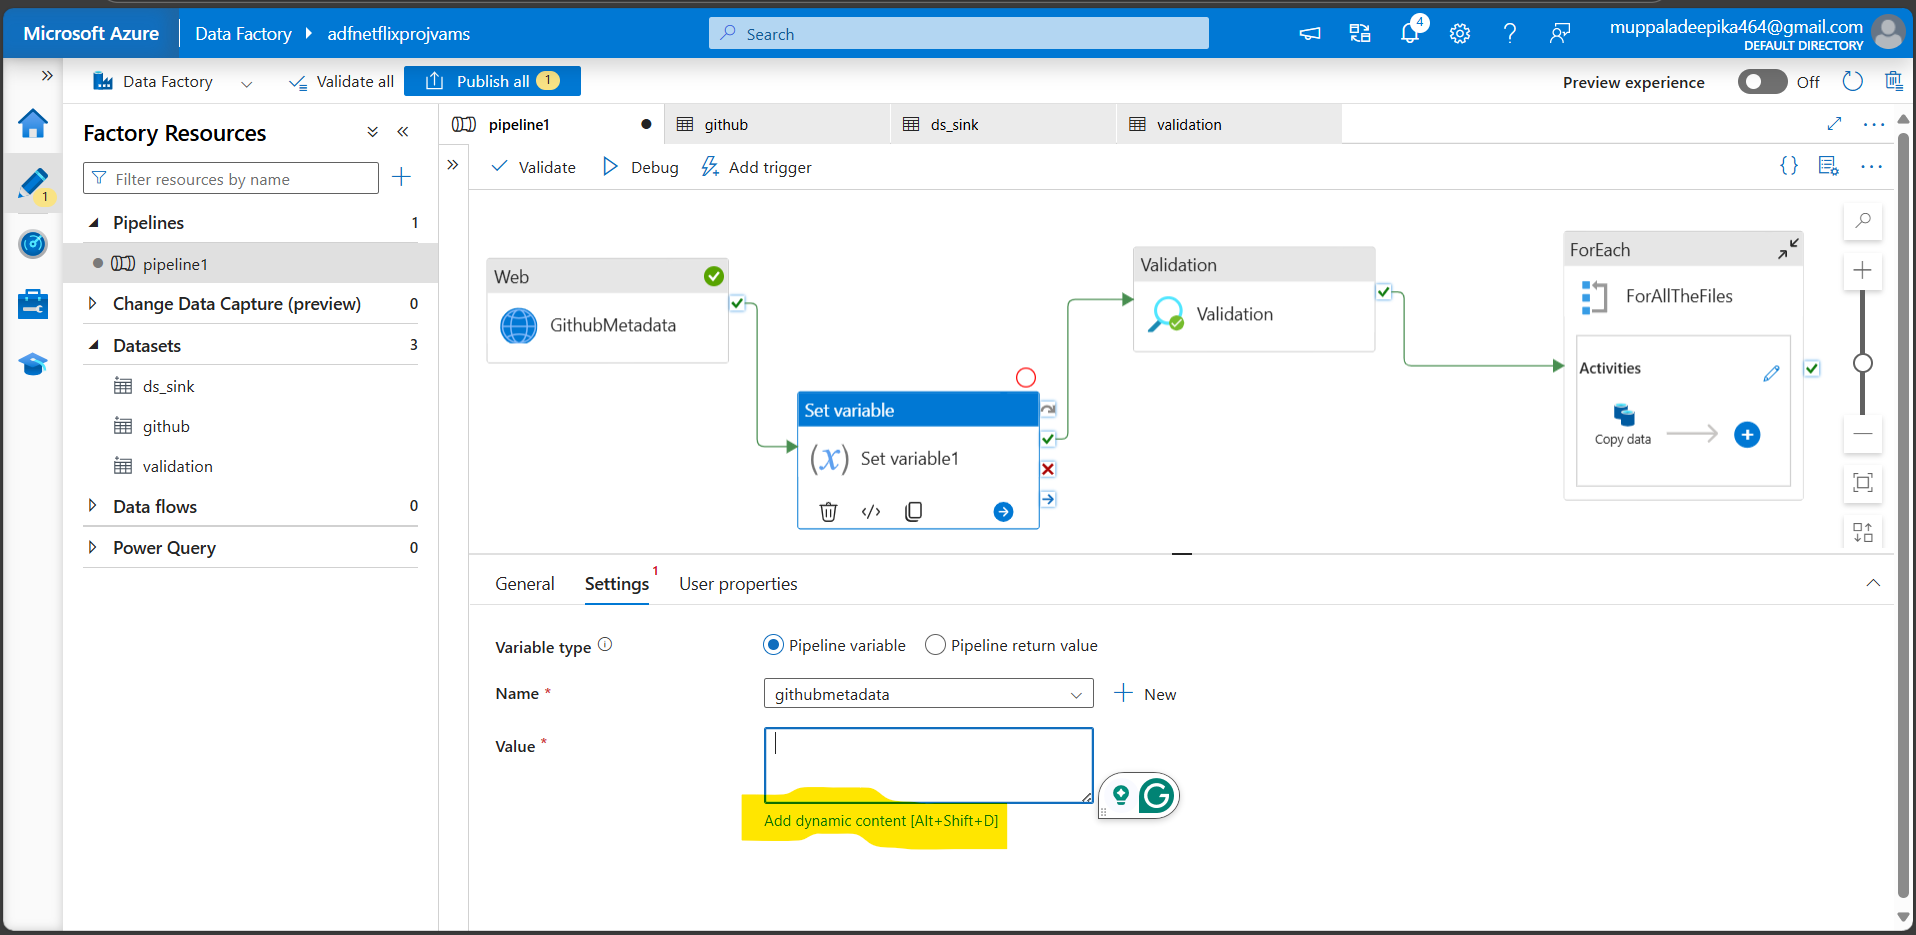 Microsoft Azure
Data Factory
adfnetflixprojvams
Search
4
muppaladeepika464@gmail.com
DEFAULT DIRECTORY
Data Factory
Validate all
Publish all 1
Preview experience
Off
1
Factory Resources
Filter resources by name
Pipelines 1
pipeline1
Change Data Capture (preview) 0
Datasets 3
ds_sink
github
validation
Data flows 0
Power Query 0
pipeline1
github
ds_sink
validation
Validate
Debug
Add trigger
Web
GithubMetadata
Set variable
(x) Set variable1
Validation
Validation
ForEach
ForAllTheFiles
Activities
Copy data
General
Settings 1
User properties
Variable type
Pipeline variable
Pipeline return value
Name *
githubmetadata
New
Value *
Add dynamic content [Alt+Shift+D]